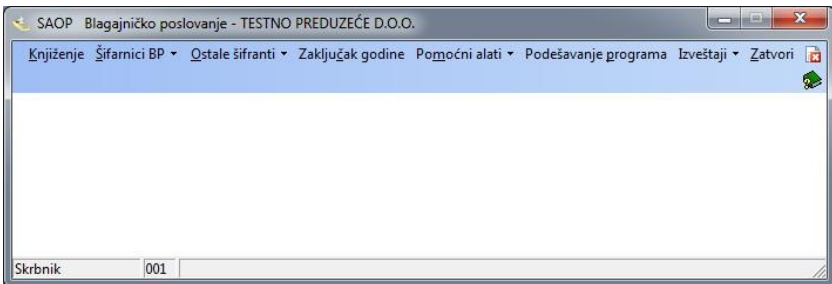 SAOP Blagajničko poslovanje - TESTNO PREDUZEĆE D.O.O.
Knjiženje Šifarnici BP Ostale šifranti Zaključak godine Pomoćni alati Podešavanje programa Izveštaji Zatvori
Skrbnik 001